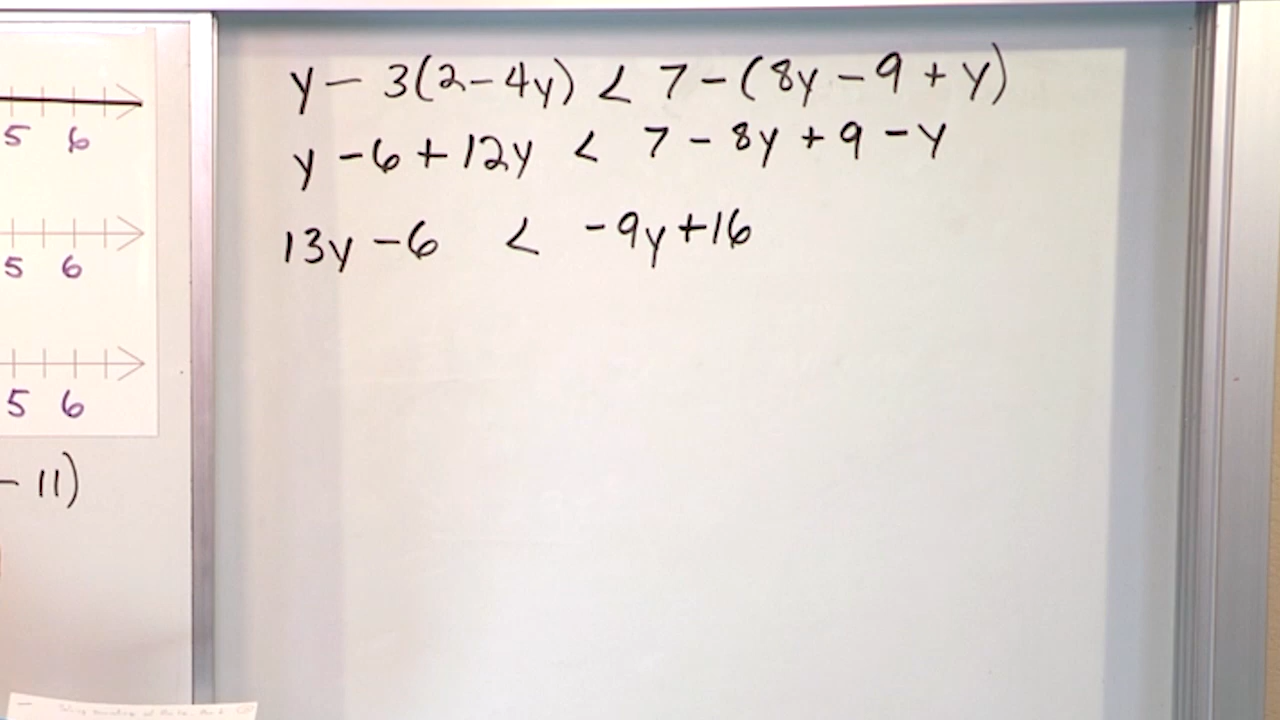 5 6
5 6
5 6
- 11)
y - 3(2 - 4y) < 7 - (8y - 9 + y)
y - 6 + 12y < 7 - 8y + 9 - y
13y - 6 < -9y + 16